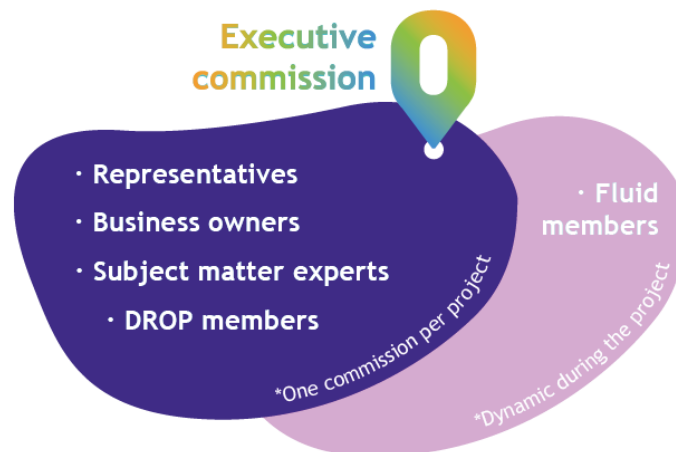 Executive
commission
· Representatives
· Business owners
· Subject matter experts
· DROP members
*One commission per project
· Fluid
members
*Dynamic during the project